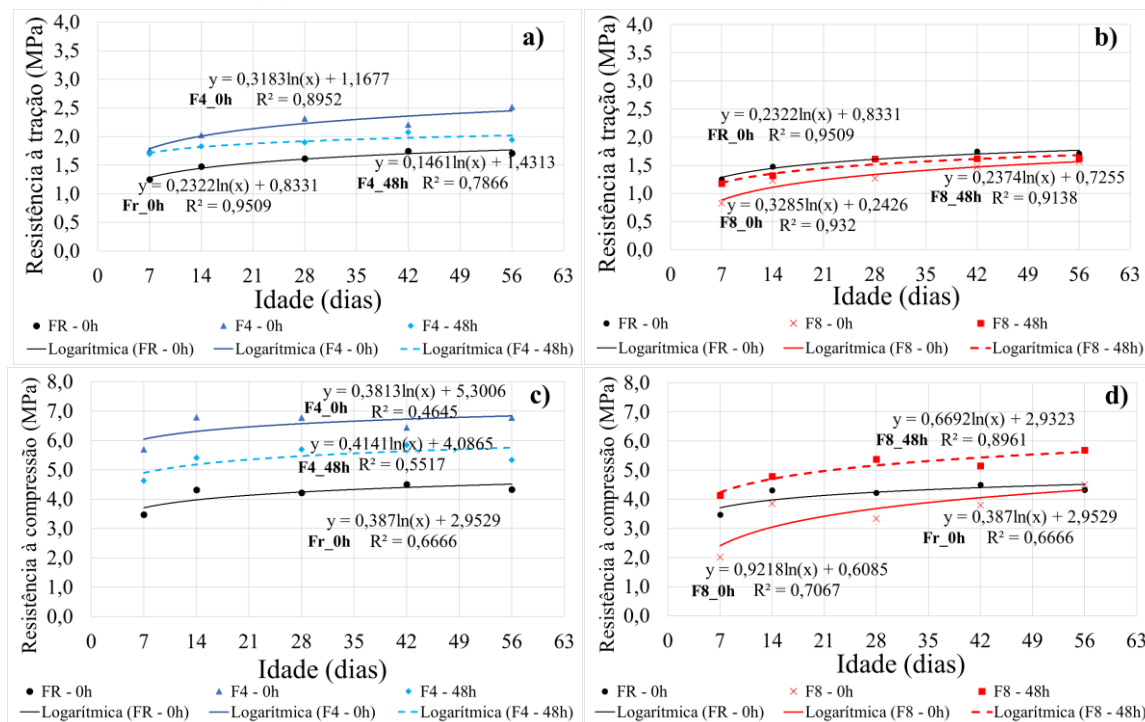 a)
Resistência à tração (MPa)
4,0
3,5
3,0
2,5
2,0
1,5
1,0
0,5
0,0
y = 0,3183ln(x) + 1,1677
F4_0h R² = 0,8952
y = 0,1461ln(x) + 1,4313
F4_48h R² = 0,7866
y = 0,2322ln(x) + 0,8331
Fr_0h R² = 0,9509
0 7 14 21 28 35 42 49 56 63
Idade (dias)
FR - 0h F4 - 0h F4 - 48h
Logarítmica (FR - 0h) Logarítmica (F4 - 0h) Logarítmica (F4 - 48h)
b)
Resistência à tração (MPa)
4,0
3,5
3,0
2,5
2,0
1,5
1,0
0,5
0,0
y = 0,2322ln(x) + 0,8331
FR_0h R² = 0,9509
y = 0,2374ln(x) + 0,7255
F8_48h R² = 0,9138
y = 0,3285ln(x) + 0,2426
F8_0h R² = 0,932
0 7 14 21 28 35 42 49 56 63
Idade (dias)
FR - 0h F8 - 0h F8 - 48h
Logarítmica (FR - 0h) Logarítmica (F8 - 0h) Logarítmica (F8 - 48h)
c)
Resistência à compressão (MPa)
8,0
7,0
6,0
5,0
4,0
3,0
2,0
1,0
0,0
y = 0,3813ln(x) + 5,3006
F4_0h R² = 0,4645
y = 0,4141ln(x) + 4,0865
F4_48h R² = 0,5517
y = 0,387ln(x) + 2,9529
Fr_0h R² = 0,6666
0 7 14 21 28 35 42 49 56 63
Idade (dias)
FR - 0h F4 - 0h F4 - 48h
Logarítmica (FR - 0h) Logarítmica (F4 - 0h) Logarítmica (F4 - 48h)
d)
Resistência à compressão (MPa)
8,0
7,0
6,0
5,0
4,0
3,0
2,0
1,0
0,0
y = 0,6692ln(x) + 2,9323
F8_48h R² = 0,8961
y = 0,387ln(x) + 2,9529
Fr_0h R² = 0,6666
y = 0,9218ln(x) + 0,6085
F8_0h R² = 0,7067
0 7 14 21 28 35 42 49 56 63
Idade (dias)
FR - 0h F8 - 0h F8 - 48h
Logarítmica (FR - 0h) Logarítmica (F8 - 0h) Logarítmica (F8 - 48h)